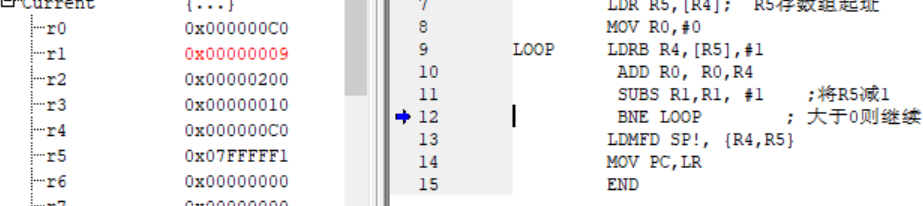 Current {...}
r0 0x000000C0
r1 0x00000009
r2 0x00000200
r3 0x00000010
r4 0x000000C0
r5 0x07FFFFF1
r6 0x00000000
r7 0x00000000
7 LDR R5,[R4]; R5存数组起址
8 MOV R0,#0
9 LOOP LDRB R4,[R5],#1
10 ADD R0, R0,R4
11 SUBS R1,R1, #1 ;将R5减1
12 BNE LOOP ; 大于0则继续
13 LDMFD SP!, {R4,R5}
14 MOV PC,LR
15 END